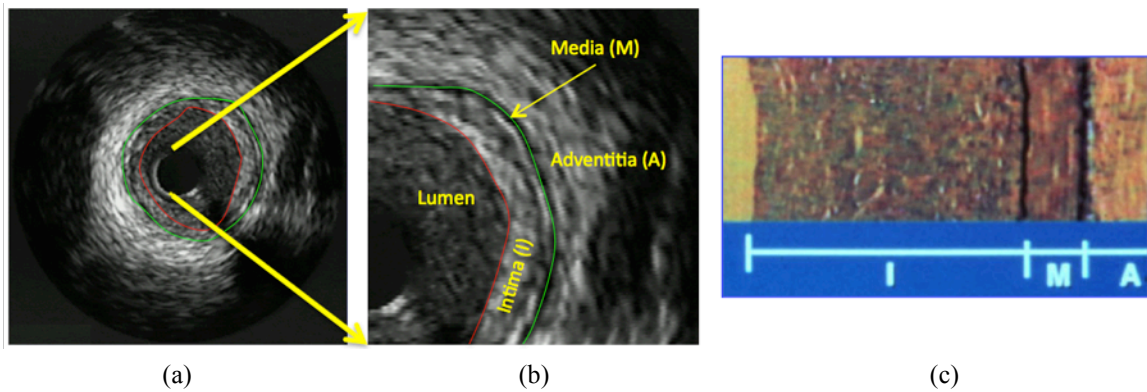 Media (M)
Adventitia (A)
Lumen
Intima (I)
I
M
A
(a)
(b)
(c)